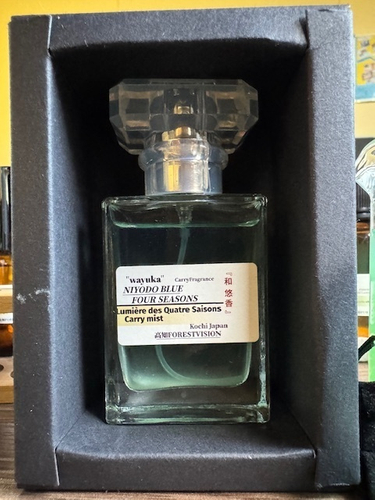 "wayuka" CarryFragrance
NIYODO BLUE
FOUR SEASONS
Lumière des Quatre Saisons
Carry mist
Kochi Japan
高知FORESTVISION
『和悠香』